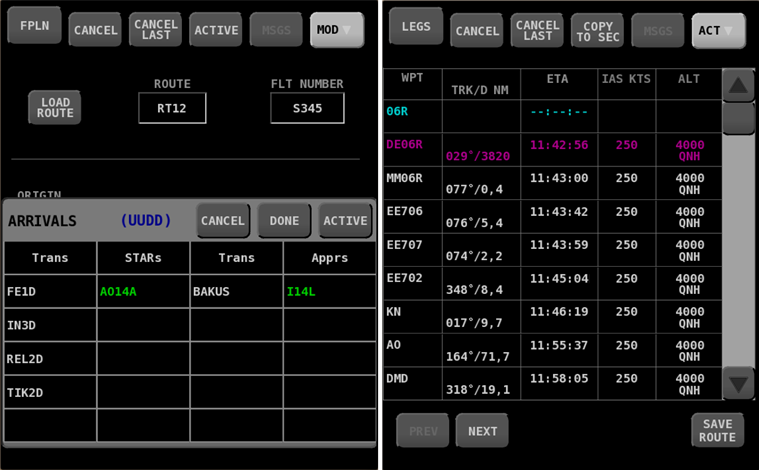 FPLN
CANCEL
CANCEL
LAST
ACTIVE
MSGS
MOD
ROUTE
FLT NUMBER
LOAD
ROUTE
RT12
S345
ORIGIN
ARRIVALS (UUDD)
CANCEL
DONE
ACTIVE
Trans STARs Trans Apprs
FE1D AO14A BAKUS I14L
IN3D
REL2D
TIK2D
LEGS
CANCEL
CANCEL
LAST
COPY
TO SEC
MSGS
ACT
WPT TRK/D NM ETA IAS KTS ALT
06R --:--:--
DE06R 029°/3820 11:42:56 250 4000
QNH
MM06R 077°/0,4 11:43:00 250 4000
QNH
EE706 076°/5,4 11:43:42 250 4000
QNH
EE707 074°/2,2 11:43:59 250 4000
QNH
EE702 348°/8,4 11:45:04 250 4000
QNH
KN 017°/9,7 11:46:19 250 4000
QNH
AO 164°/71,7 11:55:37 250 4000
QNH
DMD 318°/19,1 11:58:05 250 4000
QNH
PREV
NEXT
SAVE
ROUTE